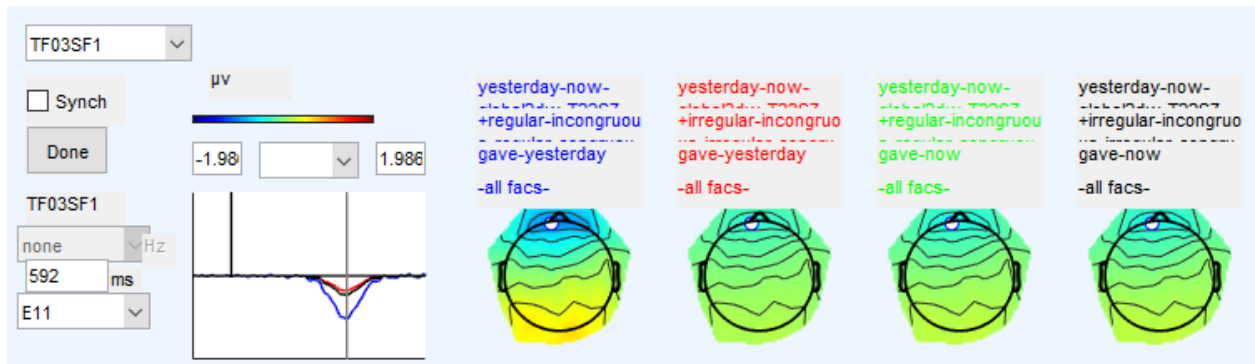 TF03SF1
Synch
Done
µv
-1.98
1.986
TF03SF1
none
Hz
592
ms
E11
yesterday-now-
+regular-incongruou
gave-yesterday
-all facs-
yesterday-now-
+irregular-incongruo
gave-yesterday
-all facs-
yesterday-now-
+regular-incongruou
gave-now
-all facs-
yesterday-now-
+irregular-incongruo
gave-now
-all facs-